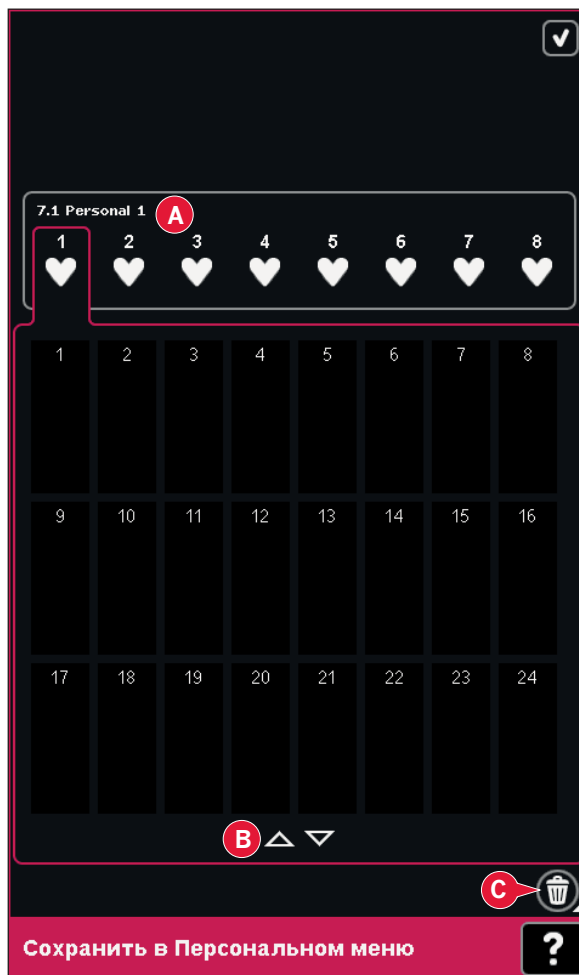 7.1 Personal 1 A
1 2 3 4 5 6 7 8
1 2 3 4 5 6 7 8
9 10 11 12 13 14 15 16
17 18 19 20 21 22 23 24
B
C
Сохранить в Персональном меню ?